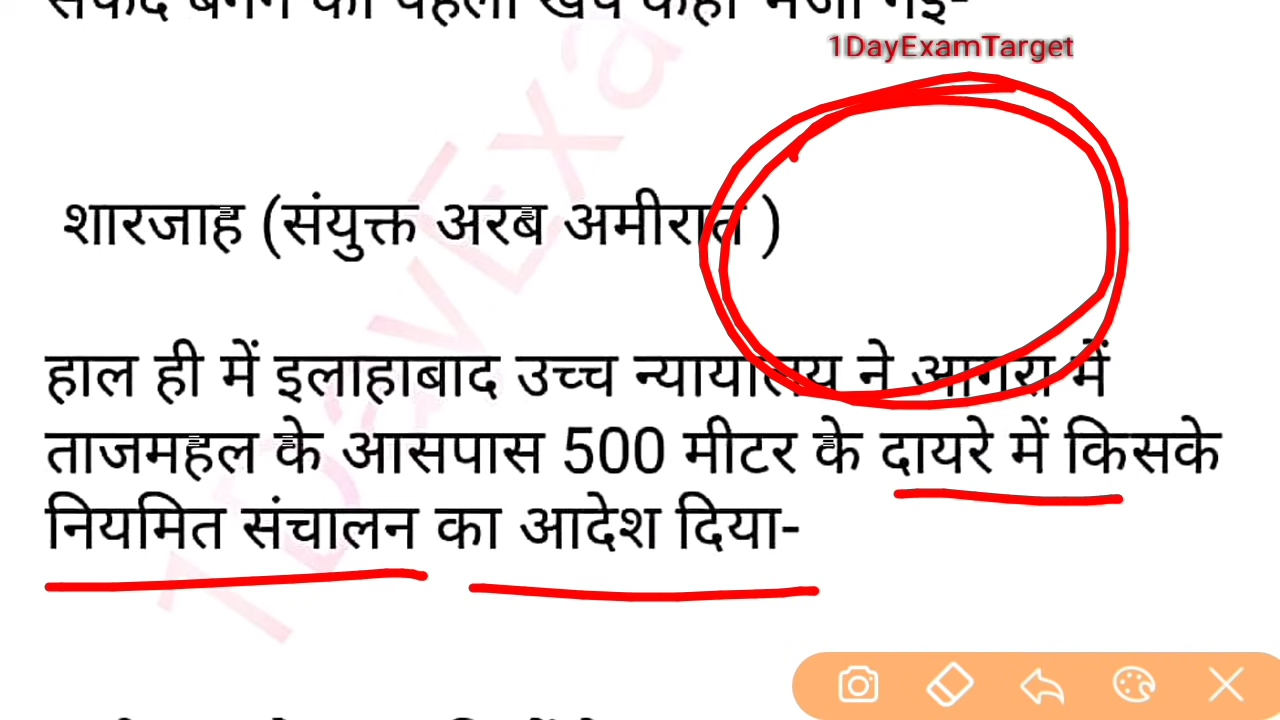 1DayExamTarget
शारजाह (संयुक्त अरब अमीरात )
हाल ही में इलाहाबाद उच्च न्यायालय ने आगरा में
ताजमहल के आसपास 500 मीटर के दायरे में किसके
नियमित संचालन का आदेश दिया-